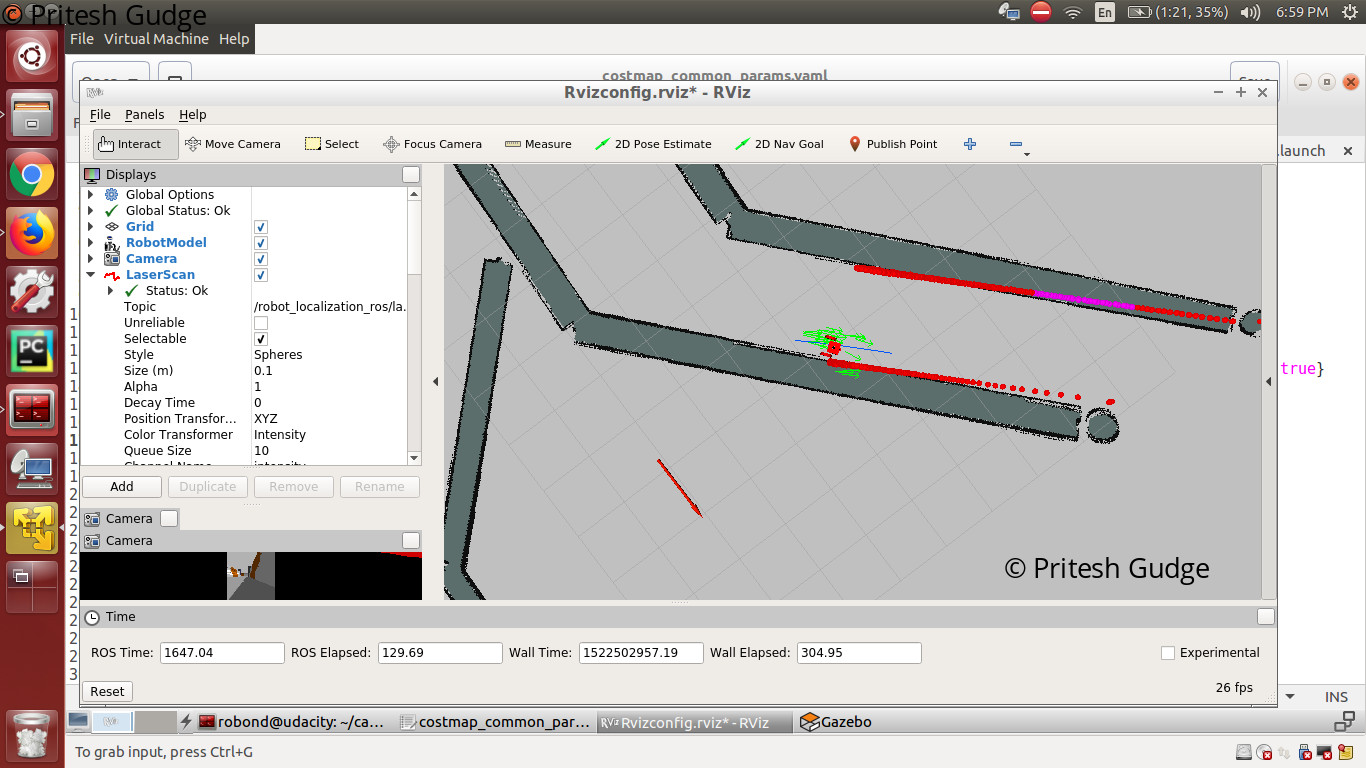 © Pritesh Gudge
En (1:21, 35%) 6:59 PM
File Virtual Machine Help
costmap_common_params.yaml
Rvizconfig.rviz* - RViz
File Panels Help
Interact Move Camera Select Focus Camera Measure 2D Pose Estimate 2D Nav Goal Publish Point
.launch
Displays
Global Options
Global Status: Ok
Grid
RobotModel
Camera
LaserScan
Status: Ok
Topic /robot_localization_ros/la...
Unreliable
Selectable
Style Spheres
Size (m) 0.1
Alpha 1
Decay Time 0
Position Transfor... XYZ
Color Transformer Intensity
Queue Size 10
true}
Add Duplicate Remove Rename
Camera
Camera
© Pritesh Gudge
Time
ROS Time: 1647.04 ROS Elapsed: 129.69 Wall Time: 1522502957.19 Wall Elapsed: 304.95 Experimental
Reset 26 fps
INS
robond@udacity: ~/ca... costmap_common_par... RViz Rvizconfig.rviz* - RViz Gazebo
To grab input, press Ctrl+G